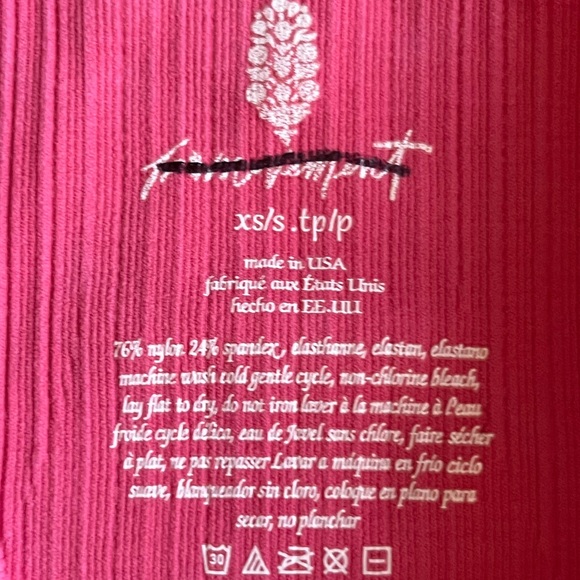 fp movement
xs/s .tp/p
made in USA
fabriqué aux États Unis
hecho en EE-UU
76% nylon 24% spandex, elasthanne, elastan, elastano
machine wash cold gentle cycle, non-chlorine bleach,
lay flat to dry, do not iron laver à la machine à l'eau
froide cycle délica, eau de Javel sans chlore, faire sécher
à plat, ne pas repasser Lavar a máquina en frío ciclo
suave, blanqueador sin cloro, coloque en plano para
secar, no planchar
30